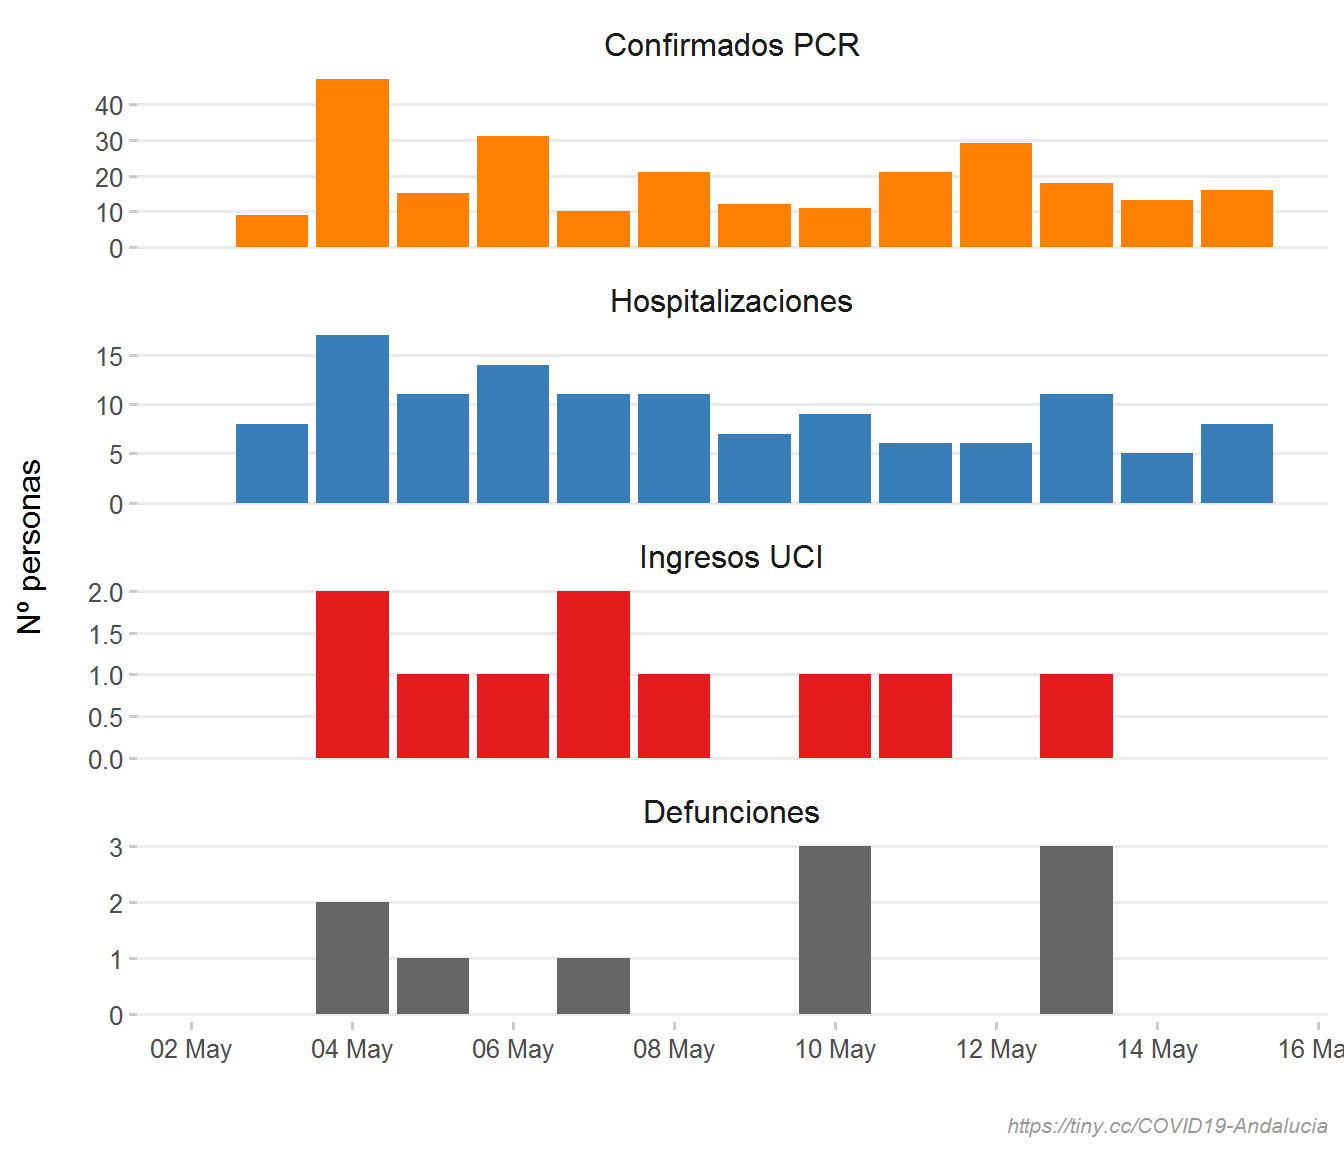 Confirmados PCR
40
30
20
10
0
Hospitalizaciones
15
10
5
0
Nº personas
Ingresos UCI
2.0
1.5
1.0
0.5
0.0
Defunciones
3
2
1
0
02 May 04 May 06 May 08 May 10 May 12 May 14 May 16 Ma
https://tiny.cc/COVID19-Andalucia